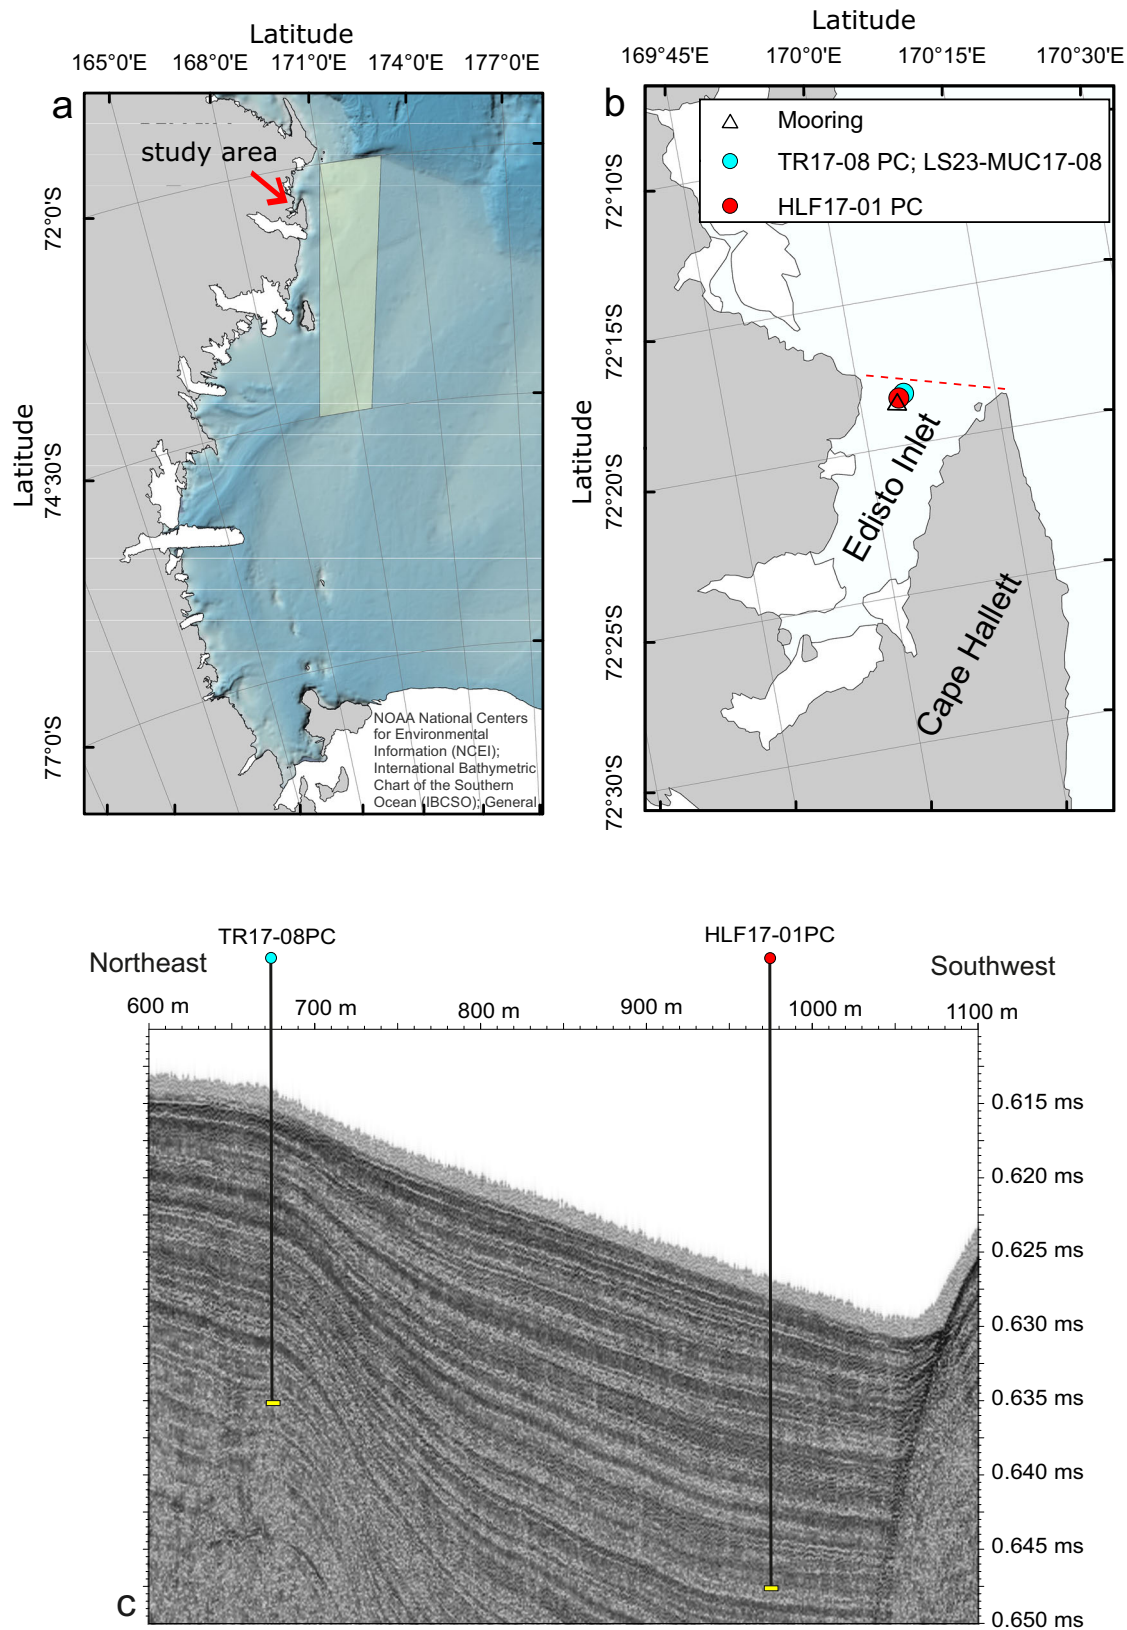 Latitude
165°0'E 168°0'E 171°0'E 174°0'E 177°0'E
a
study area
72°0'S
Latitude
74°30'S
77°0'S
NOAA National Centers
for Environmental
Information (NCEI);
International Bathymetric
Chart of the Southern
Ocean (IBCSO); General
Latitude
169°45'E 170°0'E 170°15'E 170°30'E
b
Mooring
TR17-08 PC; LS23-MUC17-08
HLF17-01 PC
72°10'S
72°15'S
Latitude
72°20'S
72°25'S
72°30'S
Edisto Inlet
Cape Hallett
TR17-08PC
HLF17-01PC
Northeast
Southwest
600 m 700 m 800 m 900 m 1000 m 1100 m
0.615 ms
0.620 ms
0.625 ms
0.630 ms
0.635 ms
0.640 ms
0.645 ms
0.650 ms
c